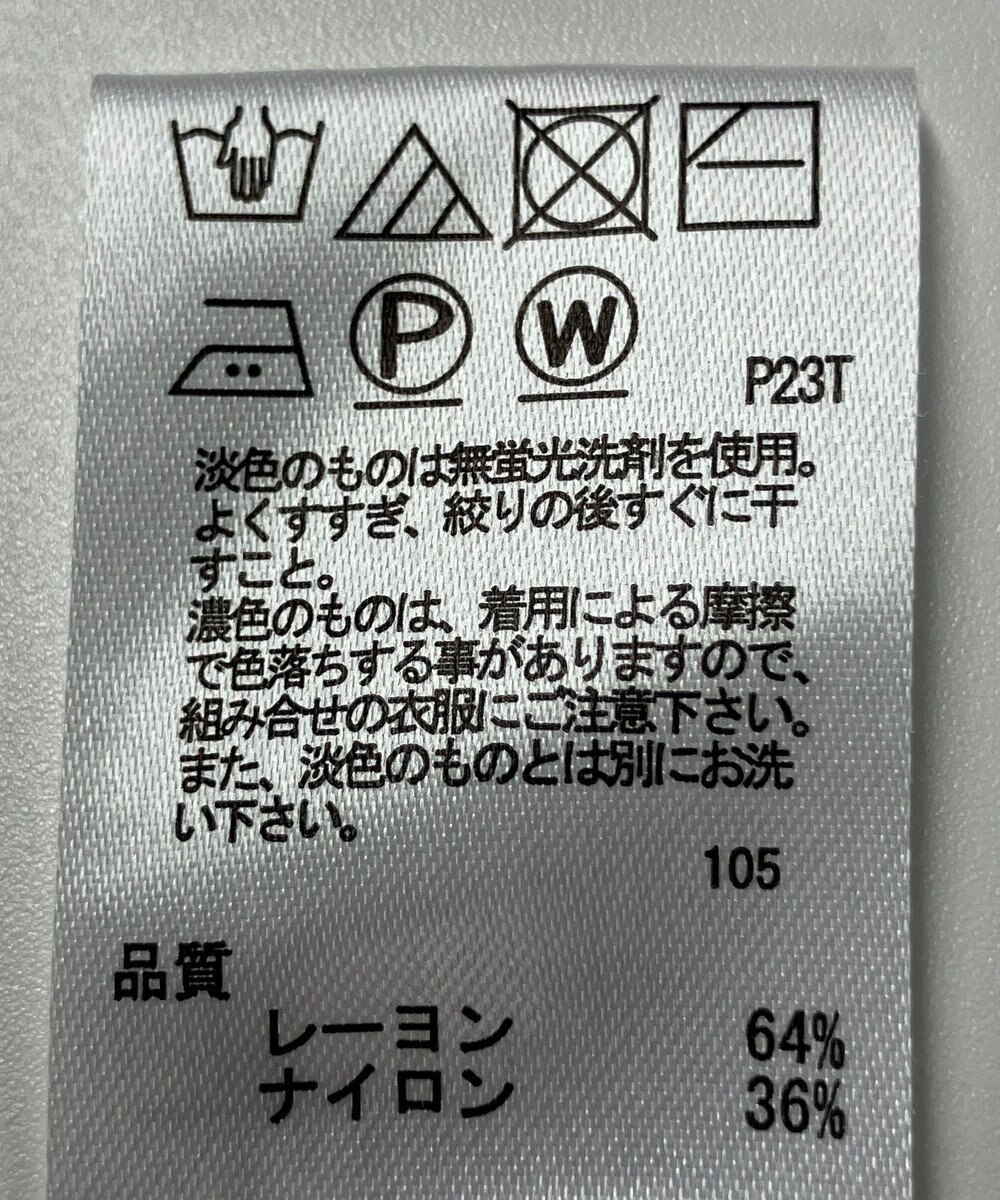 P W
P23T
淡色のものは無蛍光洗剤を使用。
よくすすぎ、絞りの後すぐに干
すこと。
濃色のものは、着用による摩擦
で色落ちする事がありますので、
組み合せの衣服にご注意下さい。
また、淡色のものとは別にお洗
い下さい。
105
品質
レーヨン 64%
ナイロン 36%